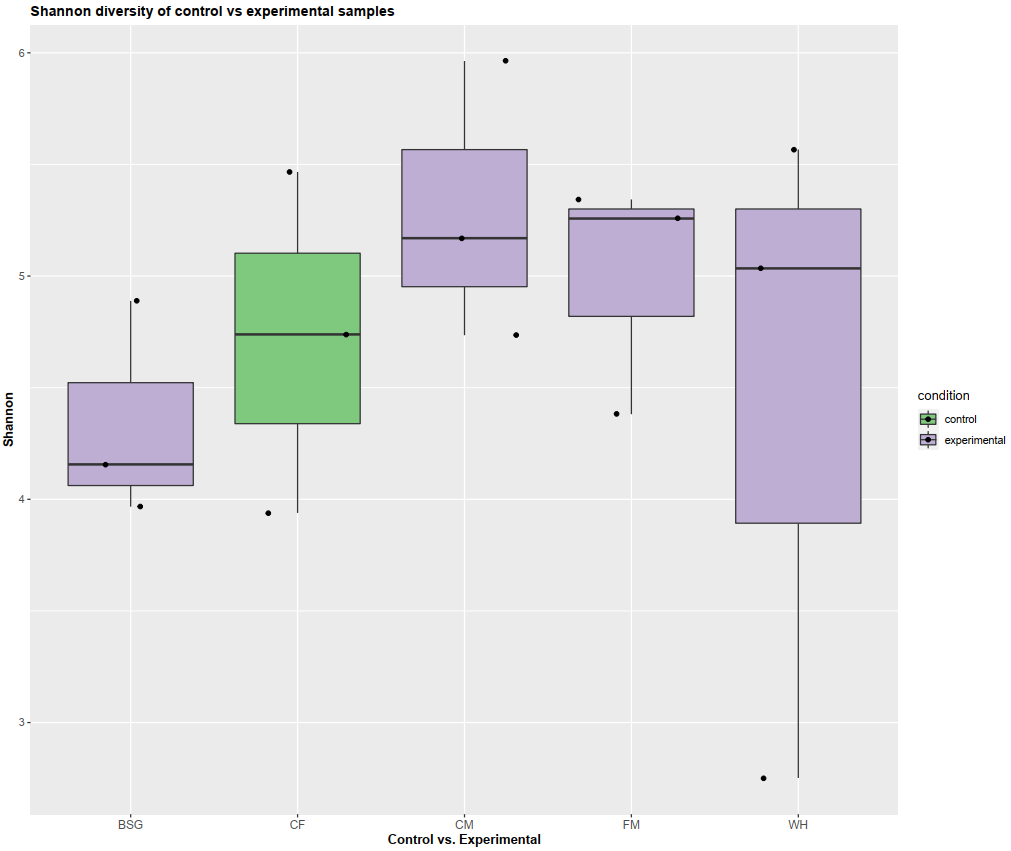 Shannon diversity of control vs experimental samples
6
5
4
3
Shannon
BSG CF CM FM WH
Control vs. Experimental
condition
control
experimental